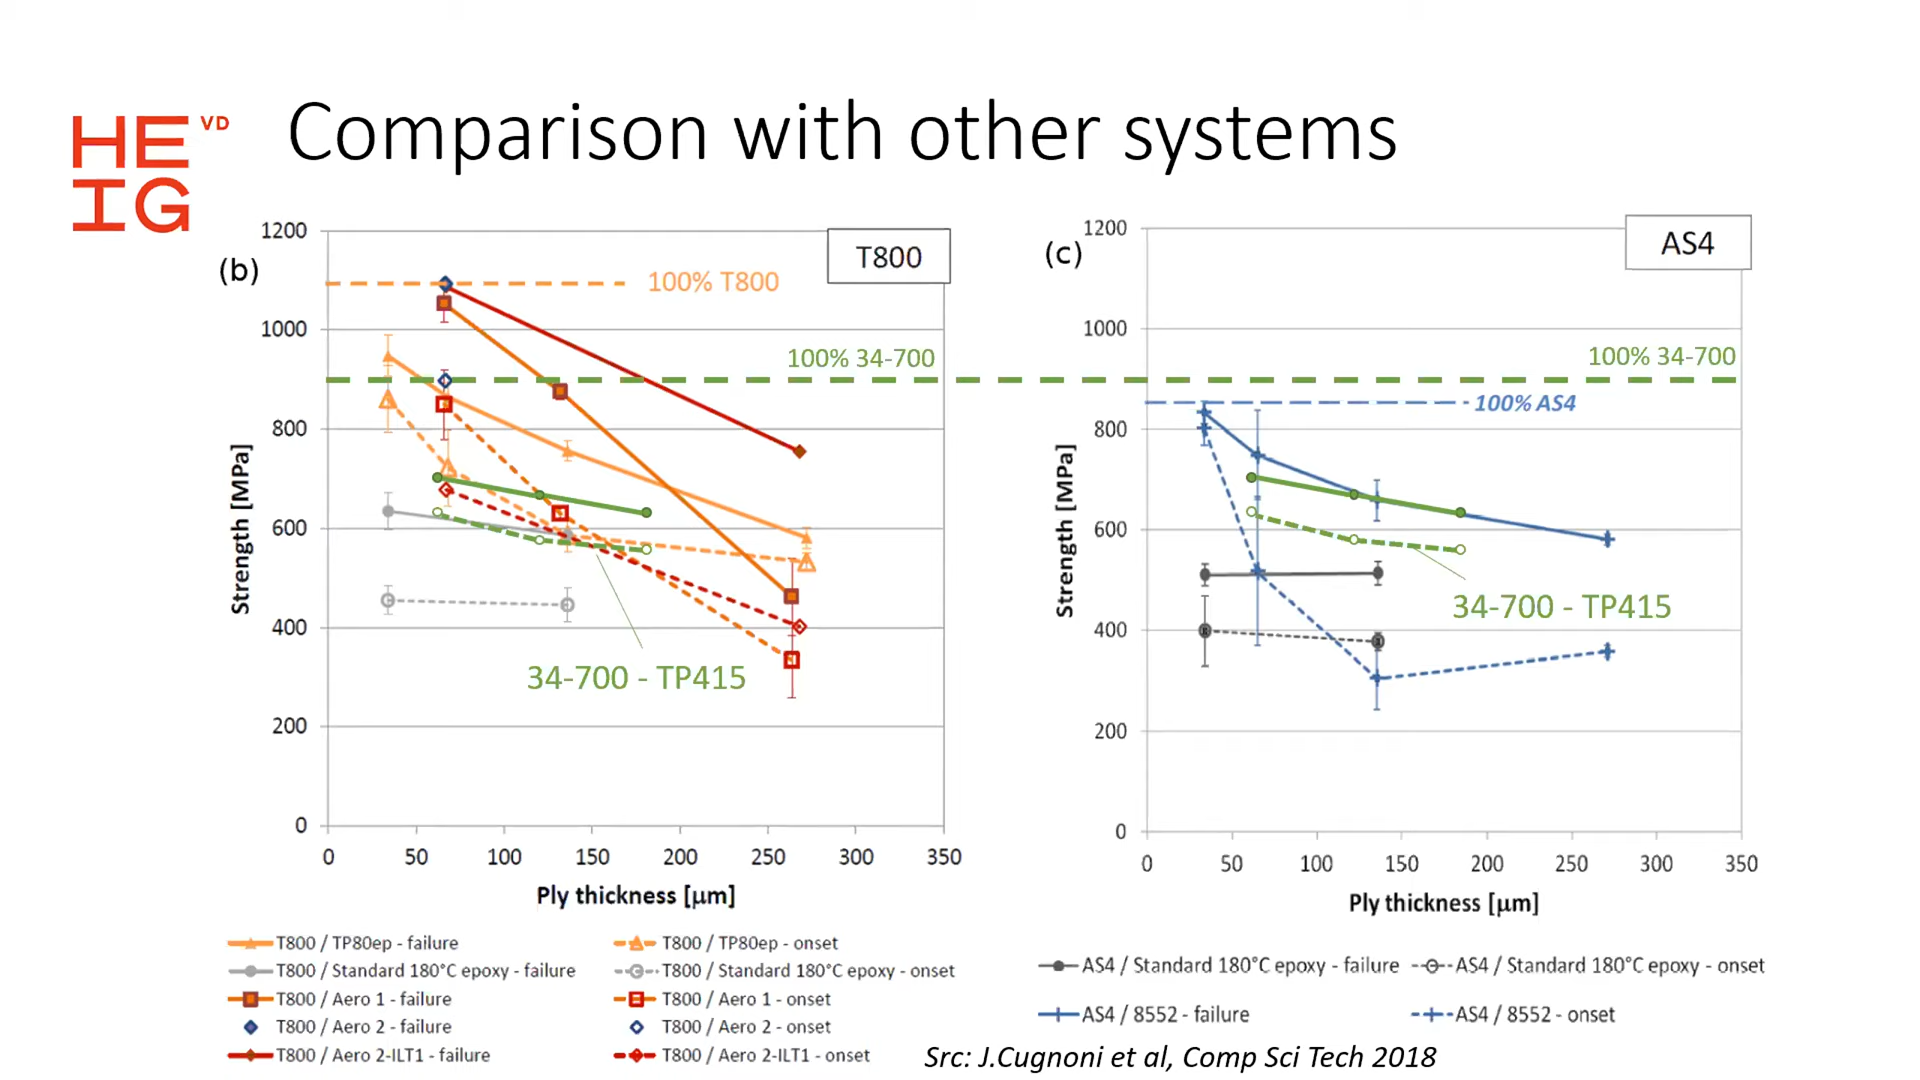 HE VD
IG
Comparison with other systems
(b)
T800
100% T800
100% 34-700
1200
1000
800
600
400
200
0
Strength [MPa]
34-700 - TP415
0 50 100 150 200 250 300 350
Ply thickness [μm]
T800 / TP80ep - failure
T800 / TP80ep - onset
T800 / Standard 180°C epoxy - failure
T800 / Standard 180°C epoxy - onset
T800 / Aero 1 - failure
T800 / Aero 1 - onset
T800 / Aero 2 - failure
T800 / Aero 2 - onset
T800 / Aero 2-ILT1 - failure
T800 / Aero 2-ILT1 - onset
(c)
AS4
100% 34-700
100% AS4
1200
1000
800
600
400
200
0
Strength [MPa]
34-700 - TP415
0 50 100 150 200 250 300 350
Ply thickness [μm]
AS4 / Standard 180°C epoxy - failure
AS4 / Standard 180°C epoxy - onset
AS4 / 8552 - failure
AS4 / 8552 - onset
Src: J.Cugnoni et al, Comp Sci Tech 2018